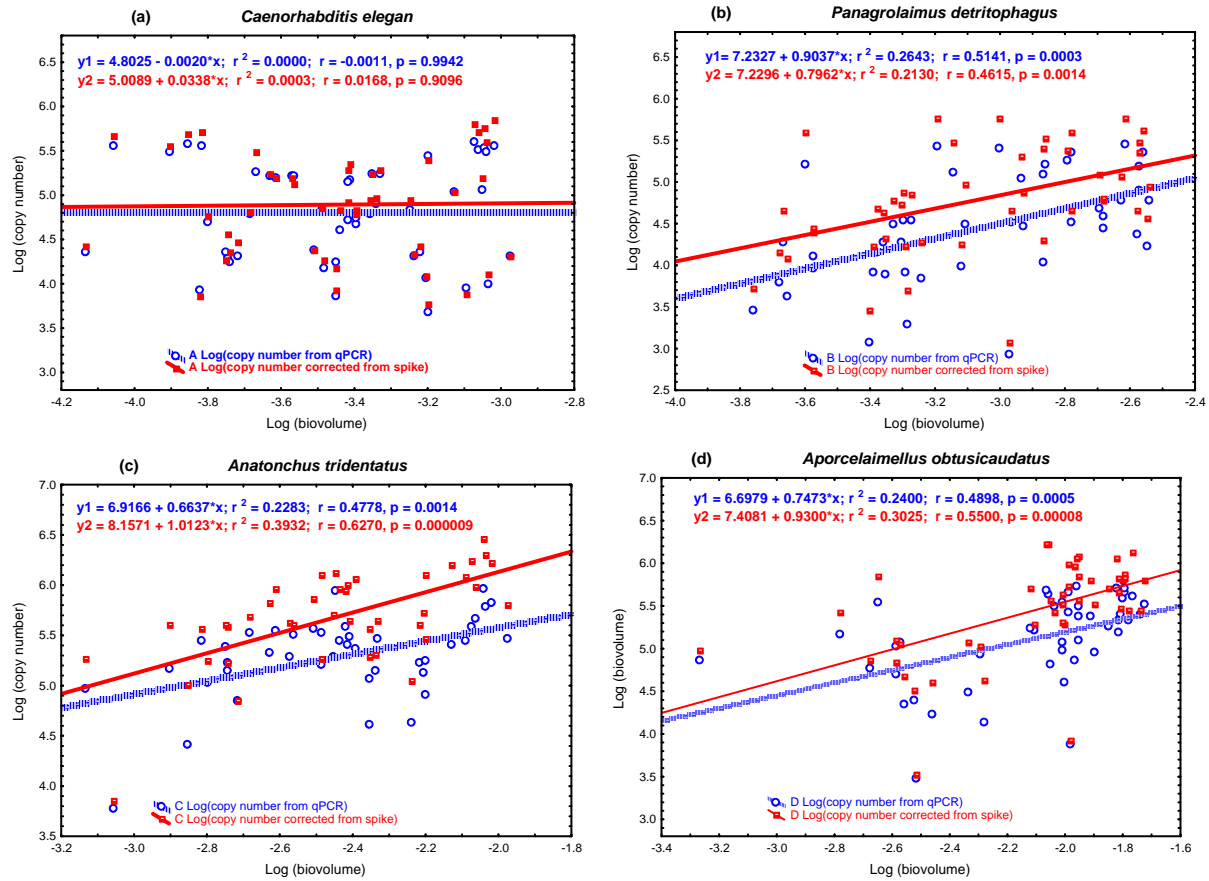 (a) Caenorhabditis elegan
y1 = 4.8025 - 0.0020*x; r² = 0.0000; r = -0.0011, p = 0.9942
y2 = 5.0089 + 0.0338*x; r² = 0.0003; r = 0.0168, p = 0.9096
Log (copy number)
6.5
6.0
5.5
5.0
4.5
4.0
3.5
3.0
A Log(copy number from qPCR)
A Log(copy number corrected from spike)
-4.2 -4.0 -3.8 -3.6 -3.4 -3.2 -3.0 -2.8
Log (biovolume)
(b) Panagrolaimus detritophagus
y1= 7.2327 + 0.9037*x; r² = 0.2643; r = 0.5141, p = 0.0003
y2 = 7.2296 + 0.7962*x; r² = 0.2130; r = 0.4615, p = 0.0014
Log (copy number)
6.5
6.0
5.5
5.0
4.5
4.0
3.5
3.0
2.5
B Log(copy number from qPCR)
B Log(copy number corrected from spike)
-4.0 -3.8 -3.6 -3.4 -3.2 -3.0 -2.8 -2.6 -2.4
Log (biovolume)
(c) Anatonchus tridentatus
y1 = 6.9166 + 0.6637*x; r² = 0.2283; r = 0.4778, p = 0.0014
y2 = 8.1571 + 1.0123*x; r² = 0.3932; r = 0.6270, p = 0.000009
Log (copy number)
7.0
6.5
6.0
5.5
5.0
4.5
4.0
3.5
C Log(copy number from qPCR)
C Log(copy number corrected from spike)
-3.2 -3.0 -2.8 -2.6 -2.4 -2.2 -2.0 -1.8
Log (biovolume)
(d) Aporcelaimellus obtusicaudatus
y1 = 6.6979 + 0.7473*x; r² = 0.2400; r = 0.4898, p = 0.0005
y2 = 7.4081 + 0.9300*x; r² = 0.3025; r = 0.5500, p = 0.00008
Log (biovolume)
7.0
6.5
6.0
5.5
5.0
4.5
4.0
3.5
3.0
D Log(copy number from qPCR)
D Log(copy number corrected from spike)
-3.4 -3.2 -3.0 -2.8 -2.6 -2.4 -2.2 -2.0 -1.8 -1.6
Log (biovolume)